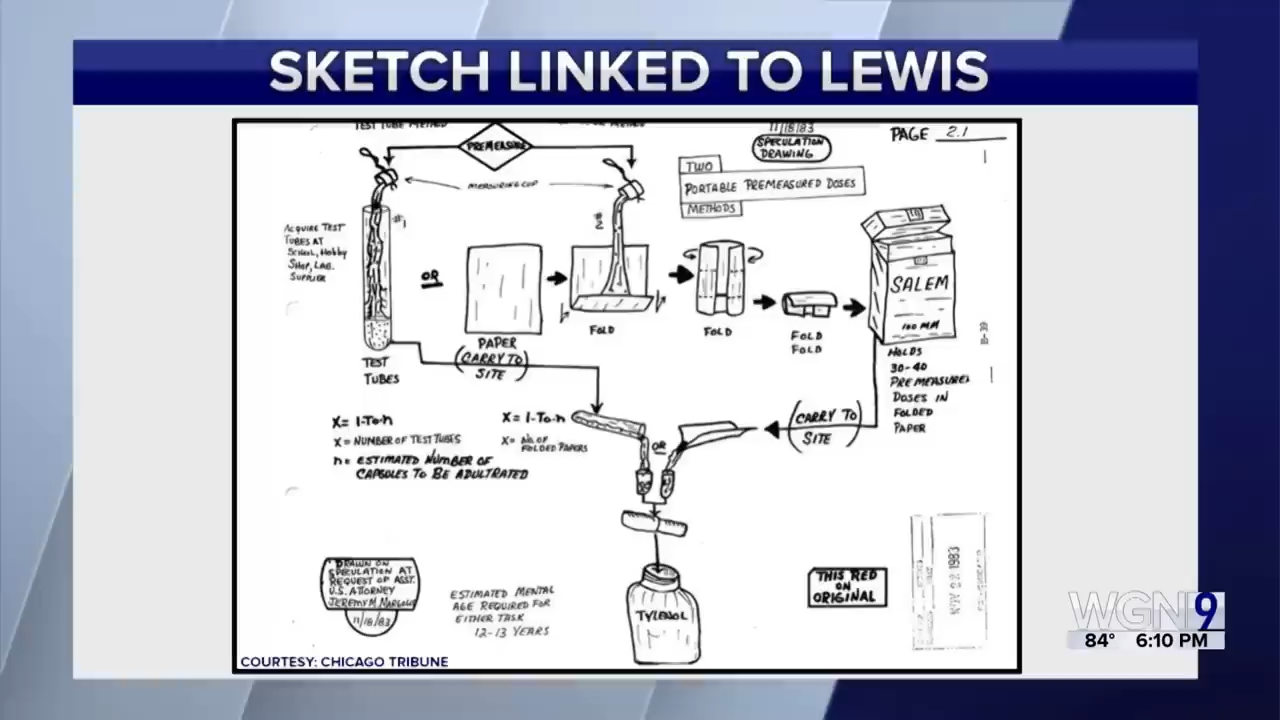 SKETCH LINKED TO LEWIS
TEST TUBE METHOD
11/18/83
SPECULATION
DRAWING
PAGE 2.1
PREMEASURE
MEASURING CUP
TWO
PORTABLE PREMEASURED DOSES
METHODS
#1
#2
ACQUIRE TEST
TUBES AT
SCHOOL, HOBBY
SHOP, LAB.
SUPPLIER
OR
SALEM
100 MM
FOLD
FOLD
FOLD
FOLD
PAPER
(CARRY TO
SITE)
TEST
TUBES
HOLDS
30-40
PREMEASURED
DOSES IN
FOLDED
PAPER
(CARRY TO
SITE)
X= 1-TO-n
X= NUMBER OF TEST TUBES
n= ESTIMATED NUMBER OF
CAPSULES TO BE ADULTRATED
X= 1-TO-n
X= NO. OF
FOLDED PAPERS
OR
TYLENOL
DRAWN ON
SPECULATION AT
REQUEST OF ASST.
U.S. ATTORNEY
JEREMY M. MARGOLIS
11/18/83
ESTIMATED MENTAL
AGE REQUIRED FOR
EITHER TASK
12-13 YEARS
THIS RED
ON
ORIGINAL
1983
COURTESY: CHICAGO TRIBUNE
WGN9
84° 6:10 PM